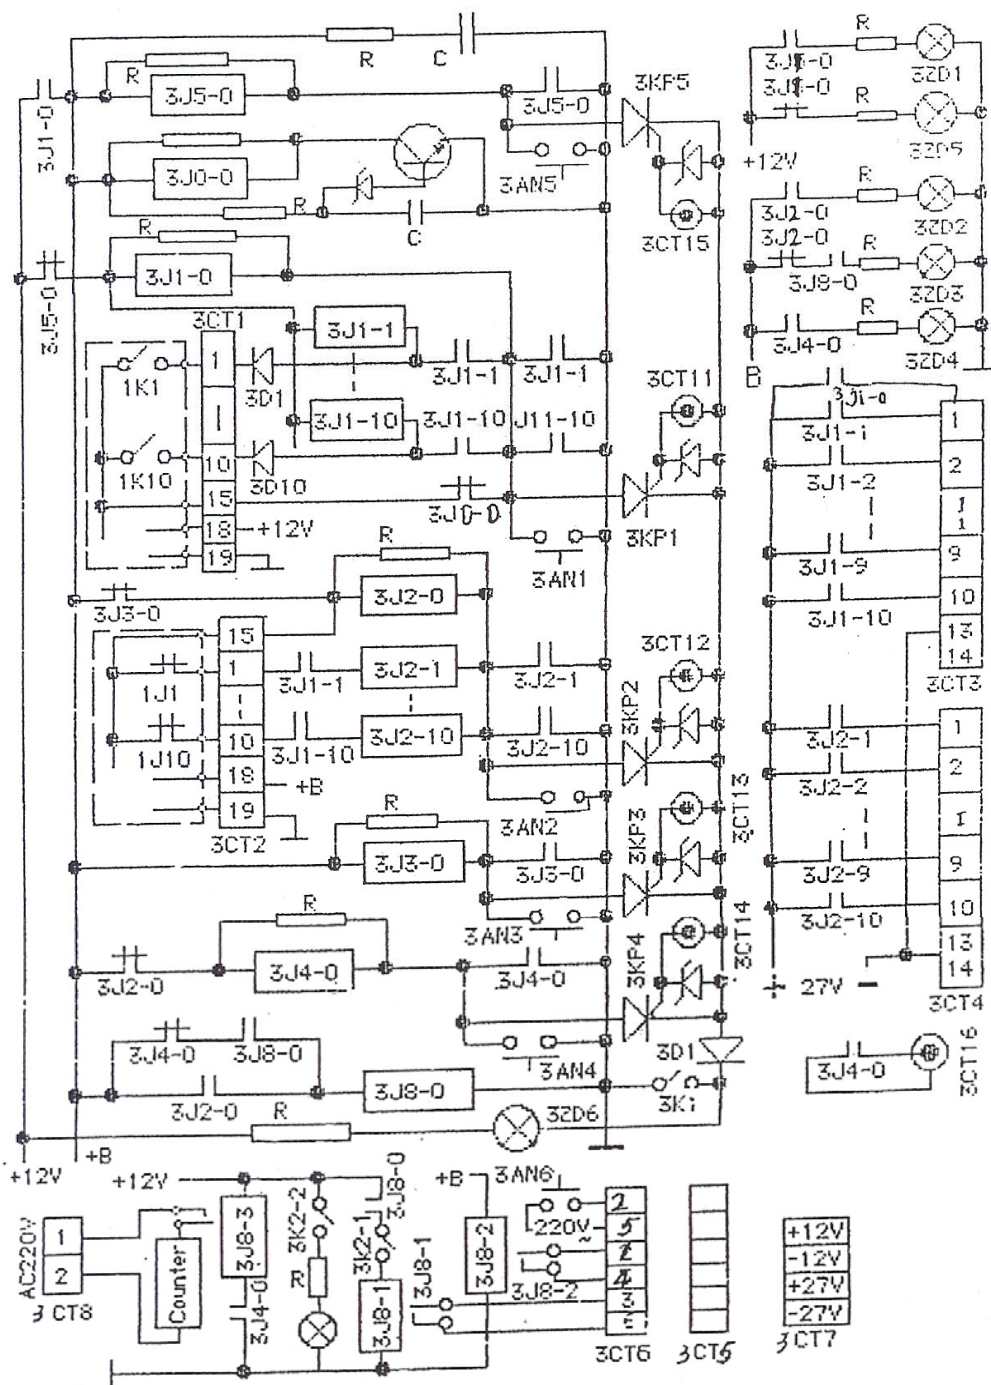 R
C
R
3J5-0
3J5-0
3KP5
3J1-0
3J0-0
3AN5
R
C
3CT15
R
3J1-0
3J5-0
3CT1
3J1-1
1
1K1
3D1
3J1-1
3J1-1
3CT11
3J1-10
3J1-10
J11-10
10
1K10
3D10
15
3KP1
18
+12V
19
3AN1
R
3J3-0
3J2-0
15
3CT12
1
1J1
3J1-1
3J2-1
3J2-1
3KP2
10
1J10
3J1-10
3J2-10
3J2-10
18
+B
19
3AN2
3CT13
3CT2
R
3KP3
3J3-0
3J3-0
3AN3
3CT14
R
3J2-0
3J4-0
3J4-0
3KP4
3J4-0
3J8-0
3AN4
3D1
3J2-0
3J8-0
3Ki
R
3ZD6
+12V
+B
R
3ZD1
R
3ZD5
+12V
3J2-0
R
3ZD2
3J2-0
3J8-0
R
3ZD3
3J4-0
R
3ZD4
B
3J1-0
3J1-1
1
3J1-2
2
3J1-9
9
3J1-10
10
13
14
3CT3
3J2-1
1
3J2-2
2
3J2-9
9
3J2-10
10
13
14
+ 27V -
3CT4
3J4-0
3CT16
+12V
AC220V
1
2
3CT8
Counter
3J8-3
3J4-0
3K2-2
R
3K2-1
3J8-0
3J8-1
3J8-1
+B
3J8-2
3AN6
220V~
3J8-2
2
5
4
3CT6
3CT5
+12V
-12V
+27V
-27V
3CT7